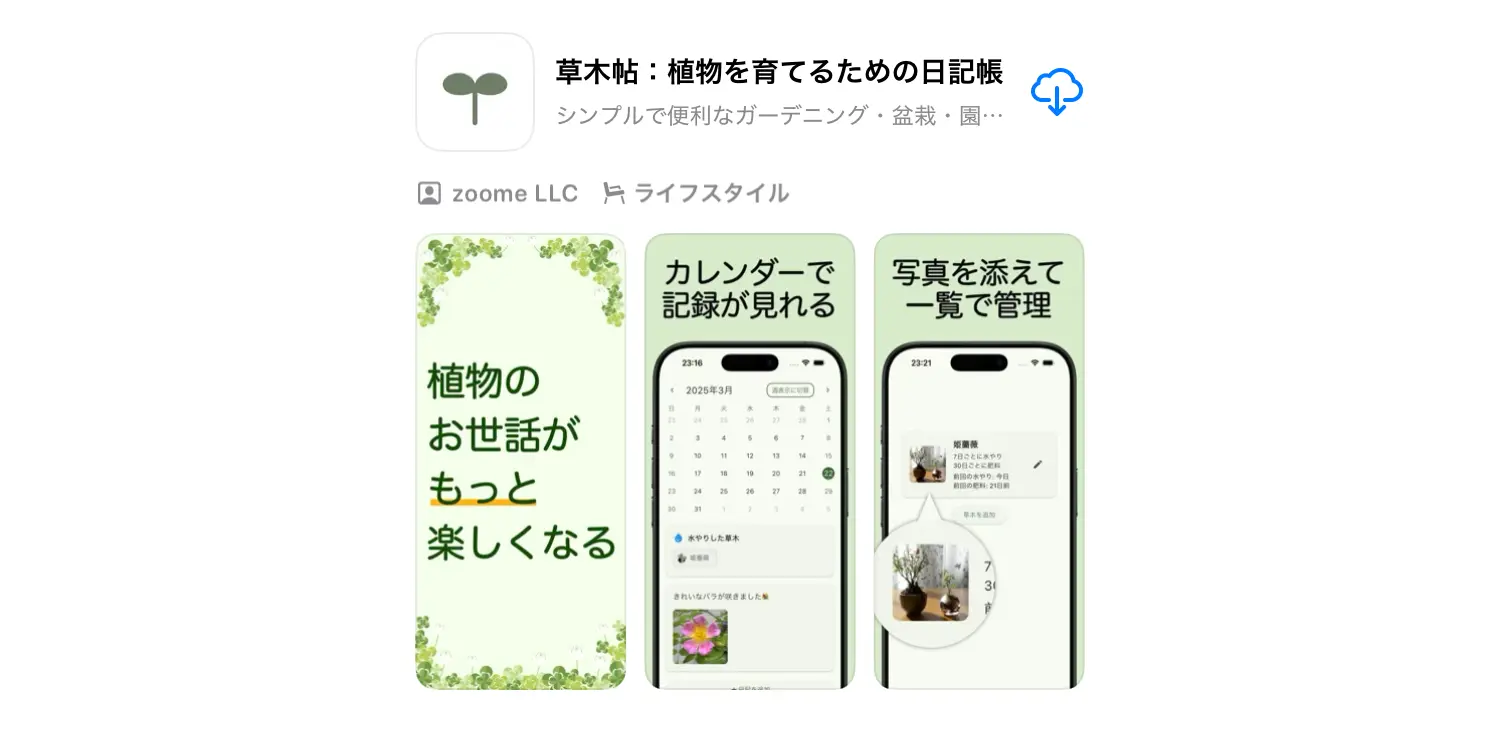 草木帖：植物を育てるための日記帳
シンプルで便利なガーデニング・盆栽・園…
zoome LLC ライフスタイル
植物の
お世話が
もっと
楽しくなる
カレンダーで
記録が見れる
23:16
2025年3月 週表示に切替
日 月 火 水 木 金 土
23 24 25 26 27 28 1
2 3 4 5 6 7 8
9 10 11 12 13 14 15
16 17 18 19 20 21 22
23 24 25 26 27 28 29
30 31 1 2 3 4 5
水やりした草木
姫薔薇
きれいなバラが咲きました
写真を添えて
一覧で管理
23:21
姫薔薇
7日ごとに水やり
30日ごとに肥料
前回の水やり: 今日
前回の肥料: 21日前
草木を追加
7
30
前